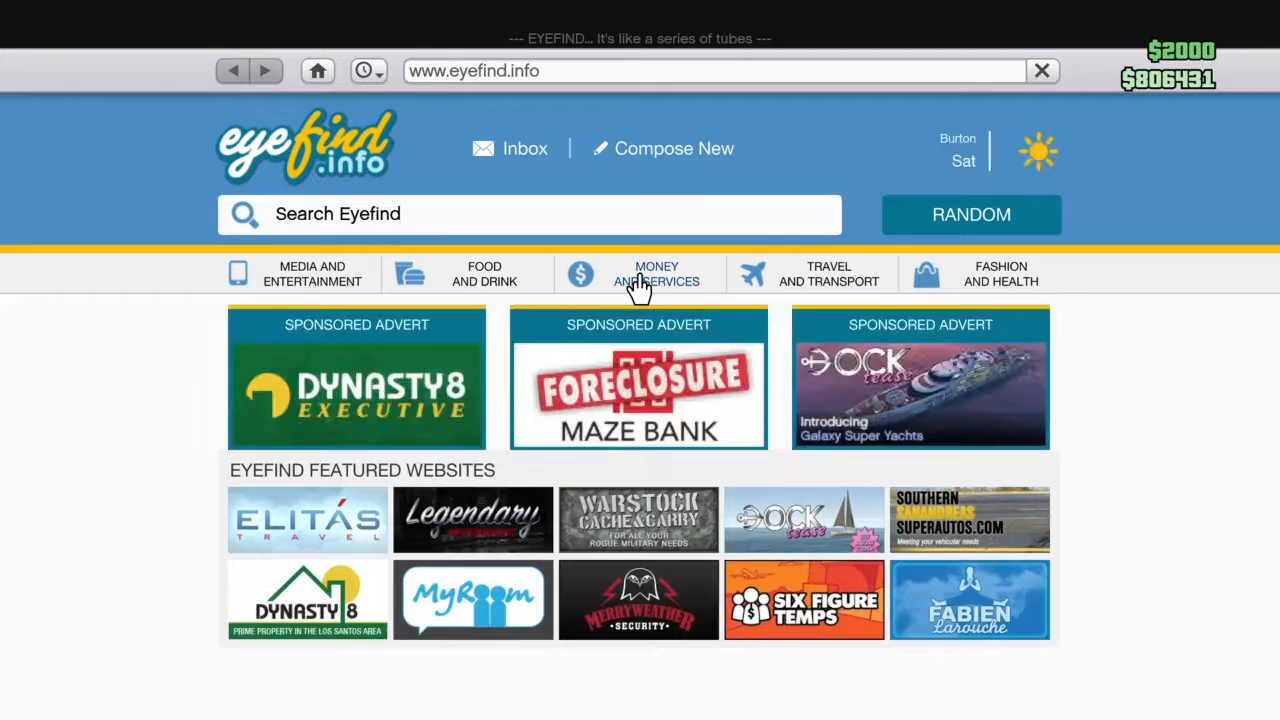 --- EYEFIND... It's like a series of tubes ---
$2000
$806431
www.eyefind.info
eyefind
.info
Inbox
Compose New
Burton
Sat
Search Eyefind
RANDOM
MEDIA AND
ENTERTAINMENT
FOOD
AND DRINK
MONEY
AND SERVICES
TRAVEL
AND TRANSPORT
FASHION
AND HEALTH
SPONSORED ADVERT
DYNASTY 8
EXECUTIVE
SPONSORED ADVERT
FORECLOSURE
MAZE BANK
SPONSORED ADVERT
DOCK
tease
Introducing
Galaxy Super Yachts
EYEFIND FEATURED WEBSITES
ELITÁS
TRAVEL
Legendary
WARSTOCK
CACHE & CARRY
FOR ALL YOUR
ROGUE MILITARY NEEDS
DOCK
tease
SOUTHERN
SANANDREAS
SUPERAUTOS.COM
Meeting your vehicular needs
DYNASTY 8
PRIME PROPERTY IN THE LOS SANTOS AREA
MyRoom
MERRYWEATHER
SECURITY
SIX FIGURE
TEMPS
FABIEN
Larouche